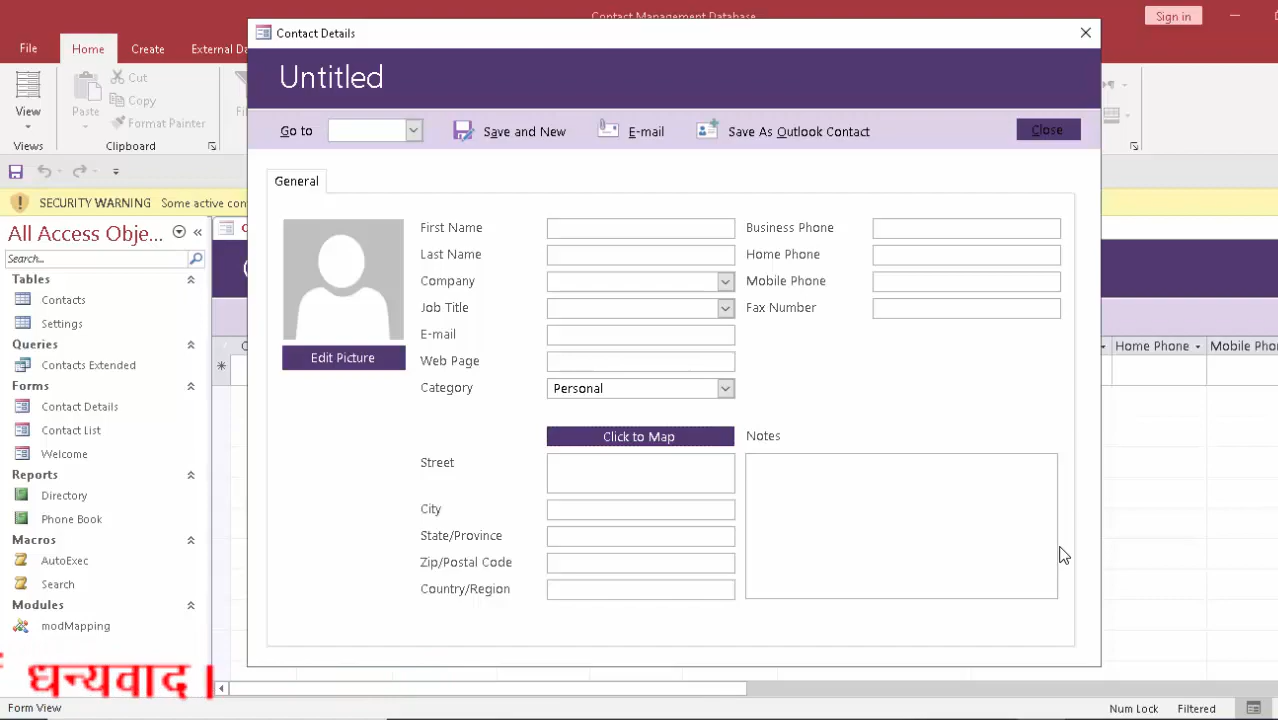 Contact Management Database
Sign in
File
Home
Create
External Da
View
Views
Paste
Cut
Copy
Format Painter
Clipboard
SECURITY WARNING Some active con
All Access Obje...
Search...
Tables
Contacts
Settings
Queries
Contacts Extended
Forms
Contact Details
Contact List
Welcome
Reports
Directory
Phone Book
Macros
AutoExec
Search
Modules
modMapping
Contact Details
Untitled
Go to
Save and New
E-mail
Save As Outlook Contact
Close
General
Edit Picture
First Name
Last Name
Company
Job Title
E-mail
Web Page
Category
Personal
Business Phone
Home Phone
Mobile Phone
Fax Number
Click to Map
Notes
Street
City
State/Province
Zip/Postal Code
Country/Region
Home Phone
Mobile Phon
धन्यवाद।
Form View
Num Lock
Filtered